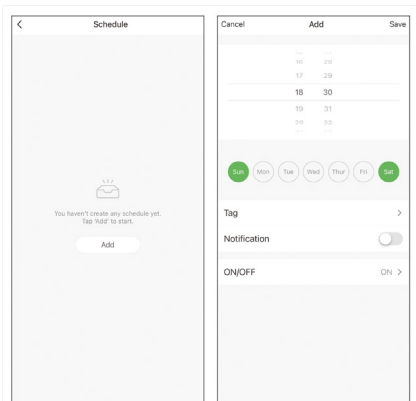 Schedule
You haven't create any schedule yet.
Tap 'Add' to start.
Add
Cancel Add Save
16 28
17 29
18 30
19 31
20 32
Sun Mon Tue Wed Thur Fri Sat
Tag
Notification
ON/OFF ON